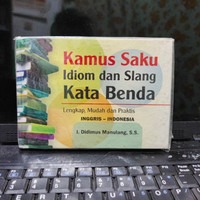 Kamus Saku
Idiom dan Slang
Kata Benda
Lengkap, Mudah dan Praktis
INGGRIS – INDONESIA
J. Didimus Manulang, S.S.